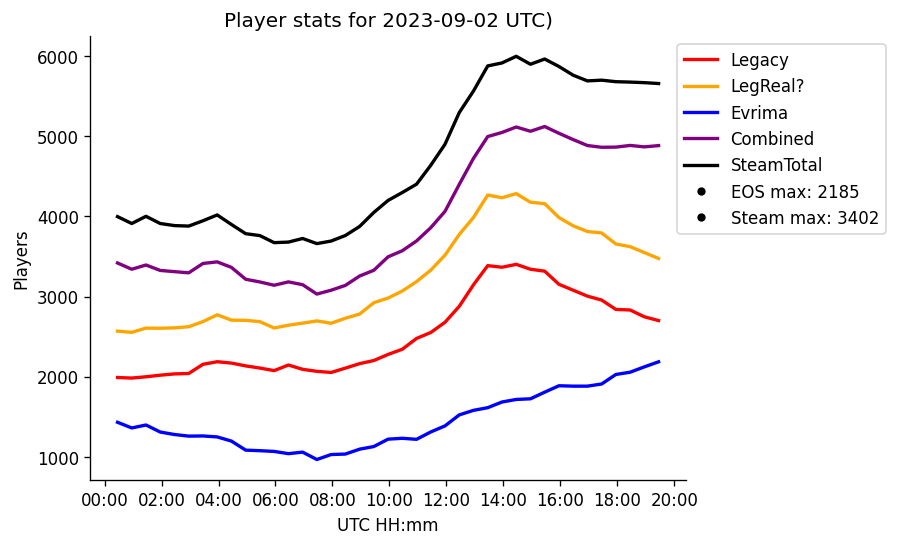 Player stats for 2023-09-02 UTC)
Players
6000
5000
4000
3000
2000
1000
00:00 02:00 04:00 06:00 08:00 10:00 12:00 14:00 16:00 18:00 20:00
UTC HH:mm
Legacy
LegReal?
Evrima
Combined
SteamTotal
EOS max: 2185
Steam max: 3402